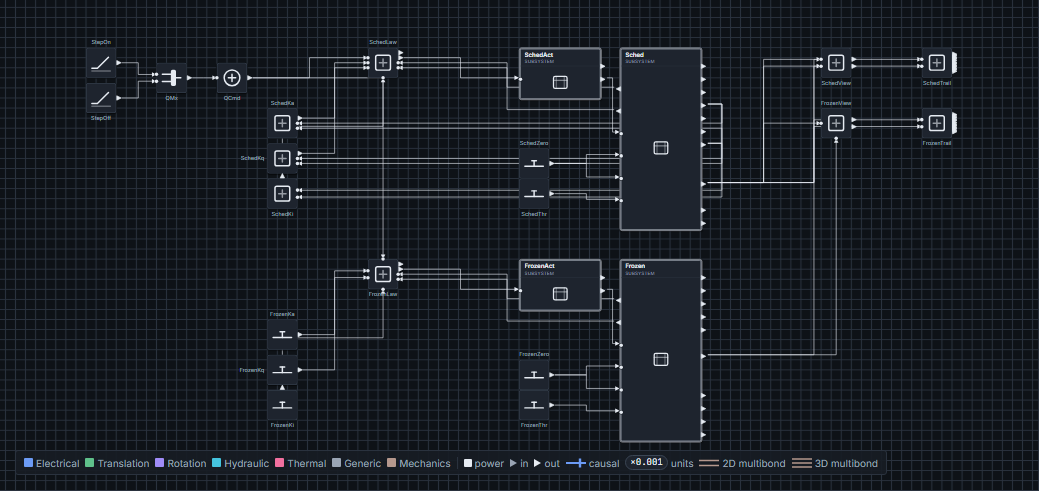 StepOn
StepOff
QMix
QCmd
SchedLaw
SchedKa
SchedKq
SchedKi
SchedAct
SUBSYSTEM
Sched
SUBSYSTEM
SchedZero
SchedThr
SchedView
SchedTrail
FrozenView
FrozenTrail
FrozenLaw
FrozenKa
FrozenKq
FrozenKi
FrozenAct
SUBSYSTEM
Frozen
SUBSYSTEM
FrozenZero
FrozenThr
Electrical Translation Rotation Hydraulic Thermal Generic Mechanics power in out causal ×0.001 units 2D multibond 3D multibond